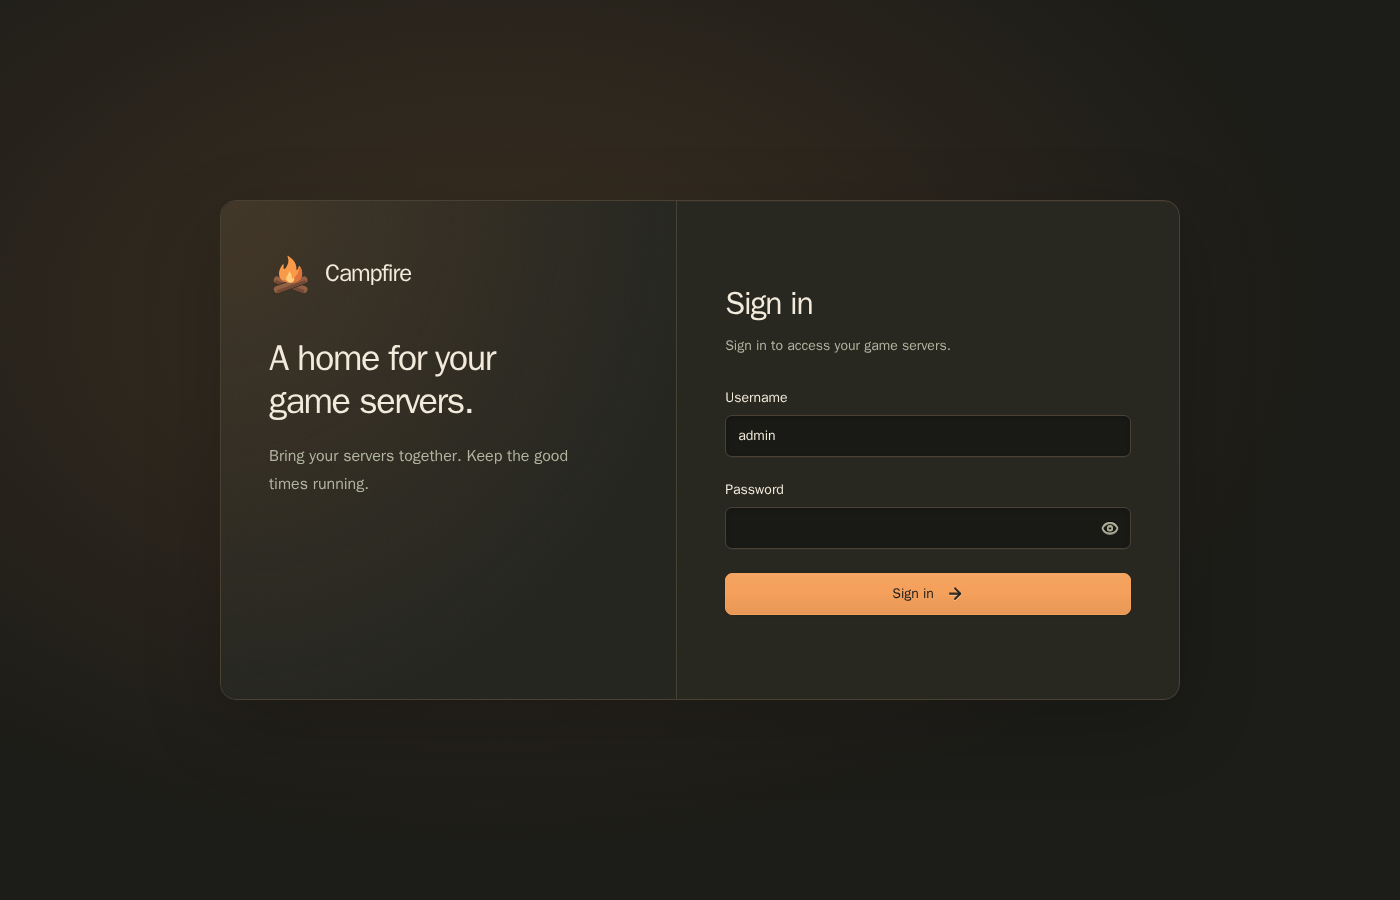 Campfire
A home for your
game servers.
Bring your servers together. Keep the good
times running.
Sign in
Sign in to access your game servers.
Username
admin
Password
Sign in